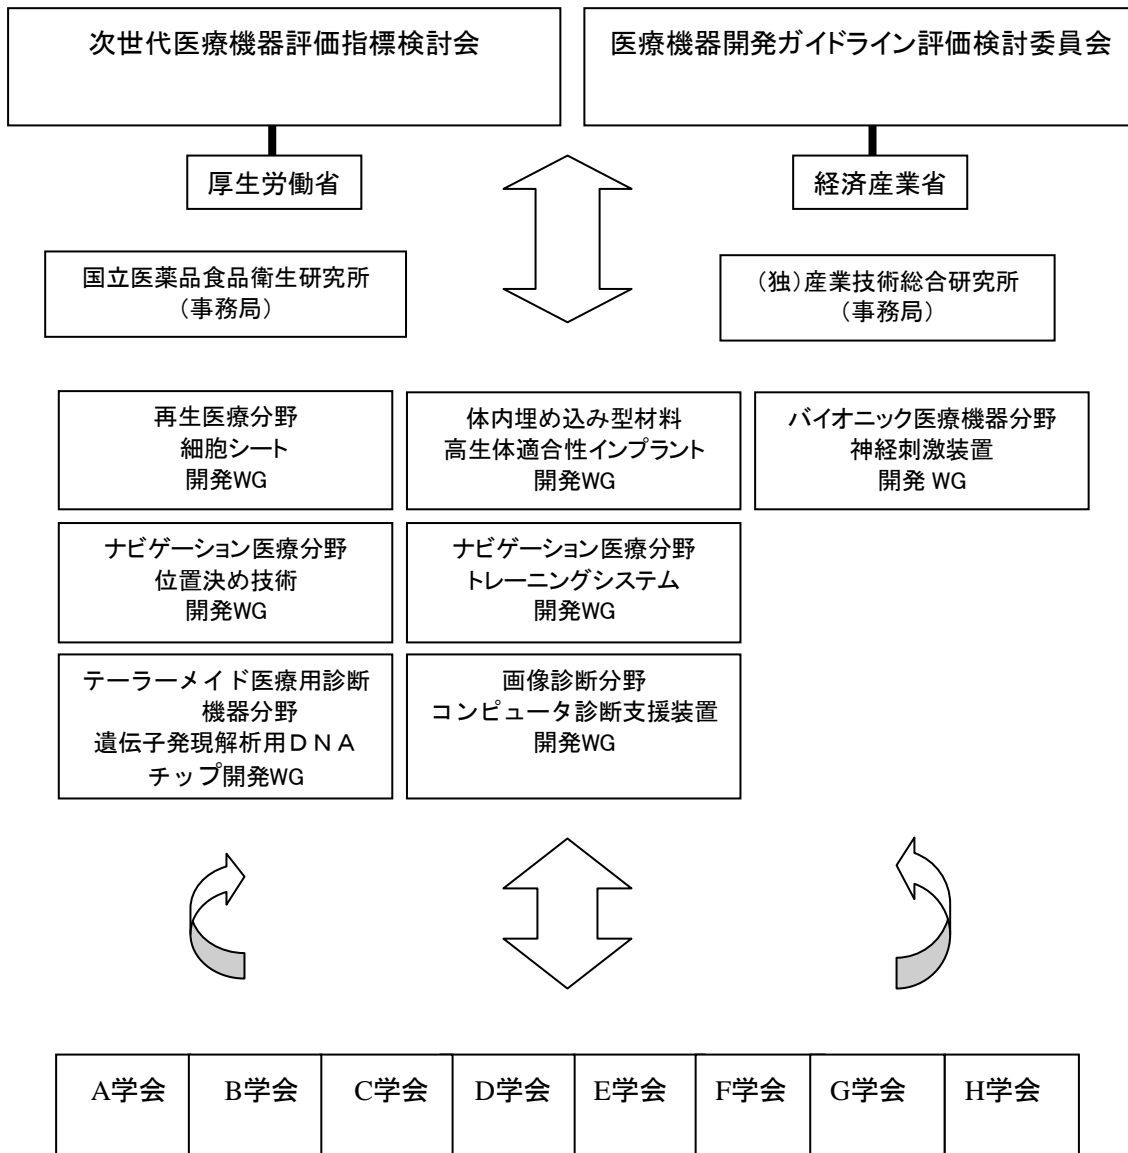 次世代医療機器評価指標検討会
医療機器開発ガイドライン評価検討委員会
厚生労働省
経済産業省
国立医薬品食品衛生研究所
（事務局）
（独）産業技術総合研究所
（事務局）
再生医療分野
細胞シート
開発WG
体内埋め込み型材料
高生体適合性インプラント
開発WG
バイオニック医療機器分野
神経刺激装置
開発 WG
ナビゲーション医療分野
位置決め技術
開発WG
ナビゲーション医療分野
トレーニングシステム
開発WG
テーラーメイド医療用診断
機器分野
遺伝子発現解析用ＤＮＡ
チップ開発WG
画像診断分野
コンピュータ診断支援装置
開発WG
A学会
B学会
C学会
D学会
E学会
F学会
G学会
H学会